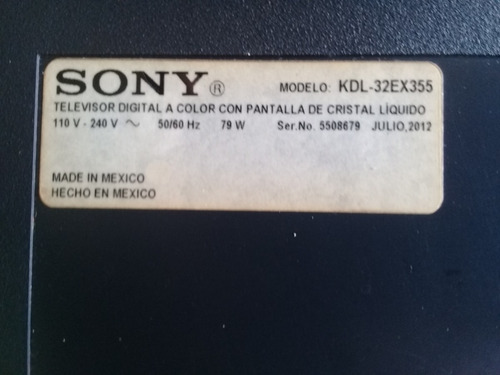 SONY® MODELO: KDL-32EX355
TELEVISOR DIGITAL A COLOR CON PANTALLA DE CRISTAL LÍQUIDO
110 V - 240 V ~ 50/60 Hz 79 W Ser.No. 5508679 JULIO,2012
MADE IN MEXICO
HECHO EN MEXICO